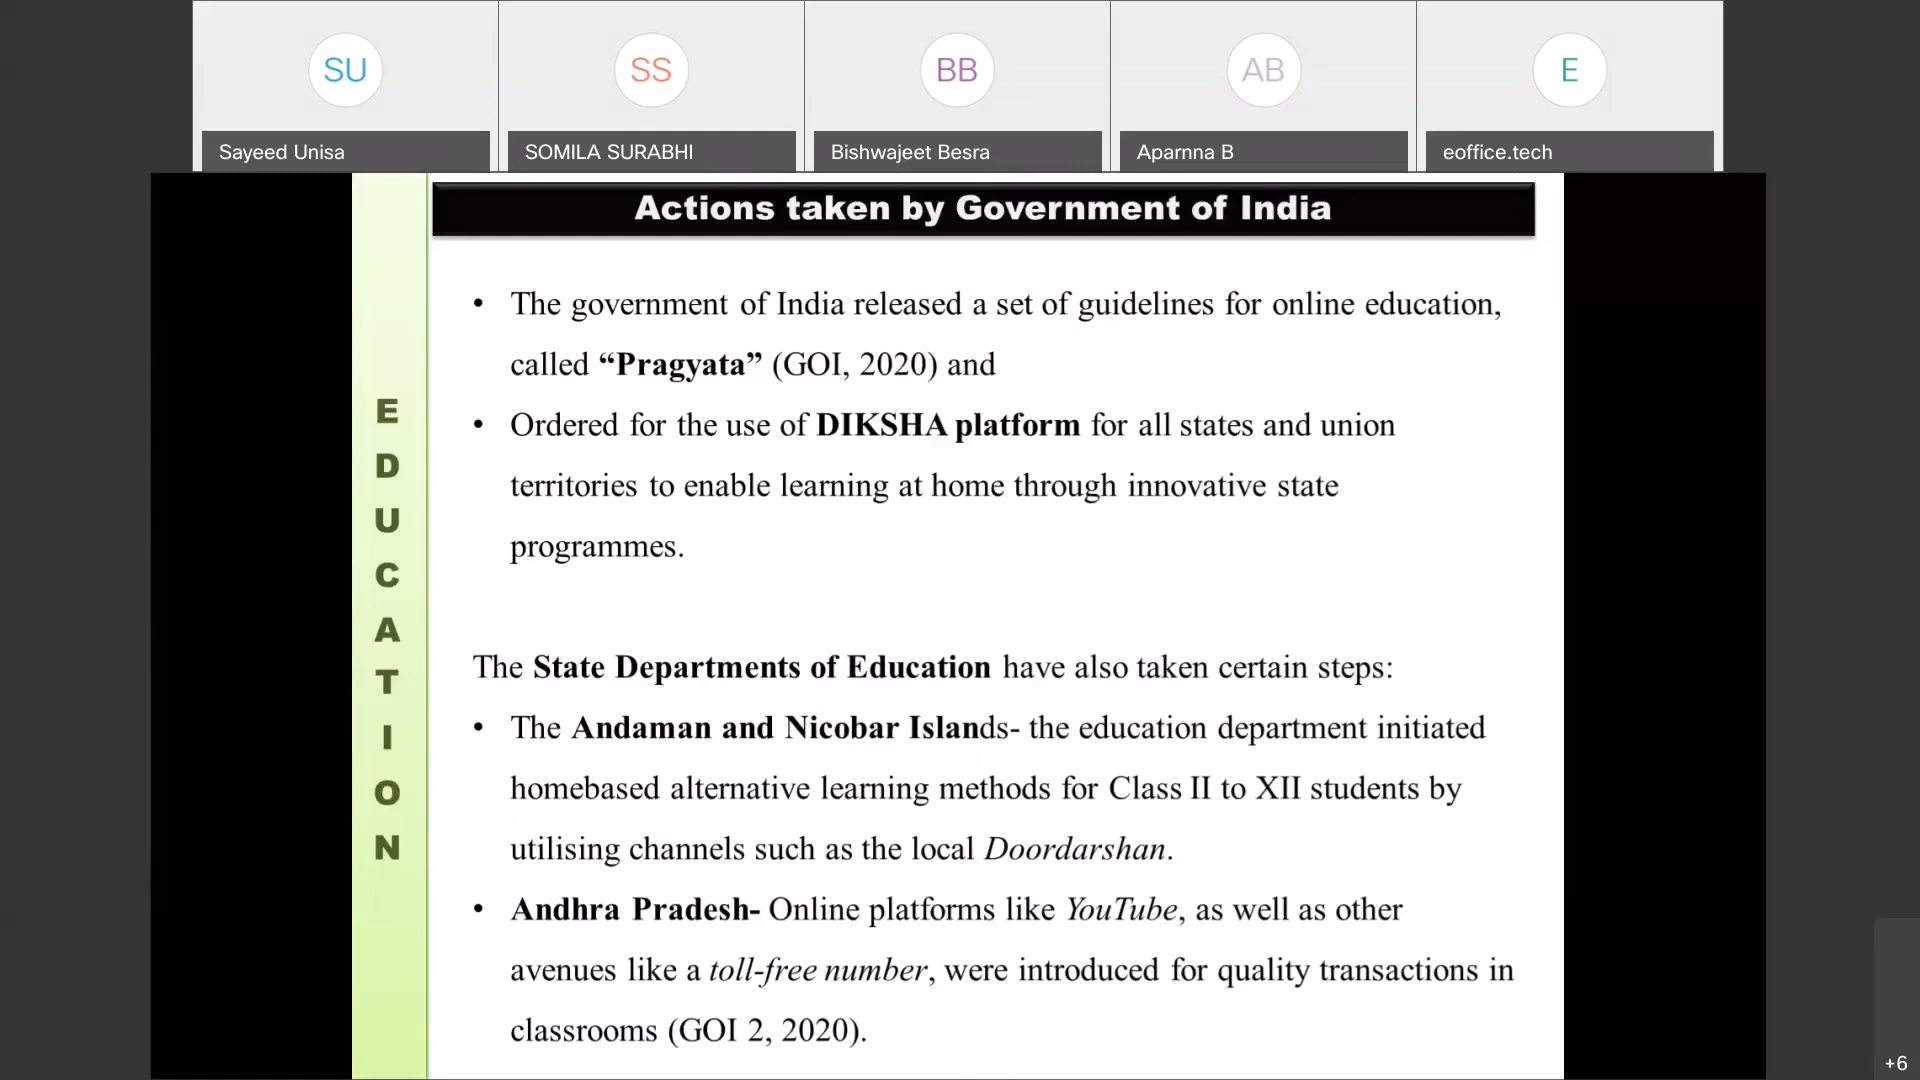 SU
SS
BB
AB
E
Sayeed Unisa
SOMILA SURABHI
Bishwajeet Besra
Aparnna B
eoffice.tech
Actions taken by Government of India
EDUCATION
• The government of India released a set of guidelines for online education,
called “Pragyata” (GOI, 2020) and
• Ordered for the use of DIKSHA platform for all states and union
territories to enable learning at home through innovative state
programmes.
The State Departments of Education have also taken certain steps:
• The Andaman and Nicobar Islands- the education department initiated
homebased alternative learning methods for Class II to XII students by
utilising channels such as the local Doordarshan.
• Andhra Pradesh- Online platforms like YouTube, as well as other
avenues like a toll-free number, were introduced for quality transactions in
classrooms (GOI 2, 2020).
+6